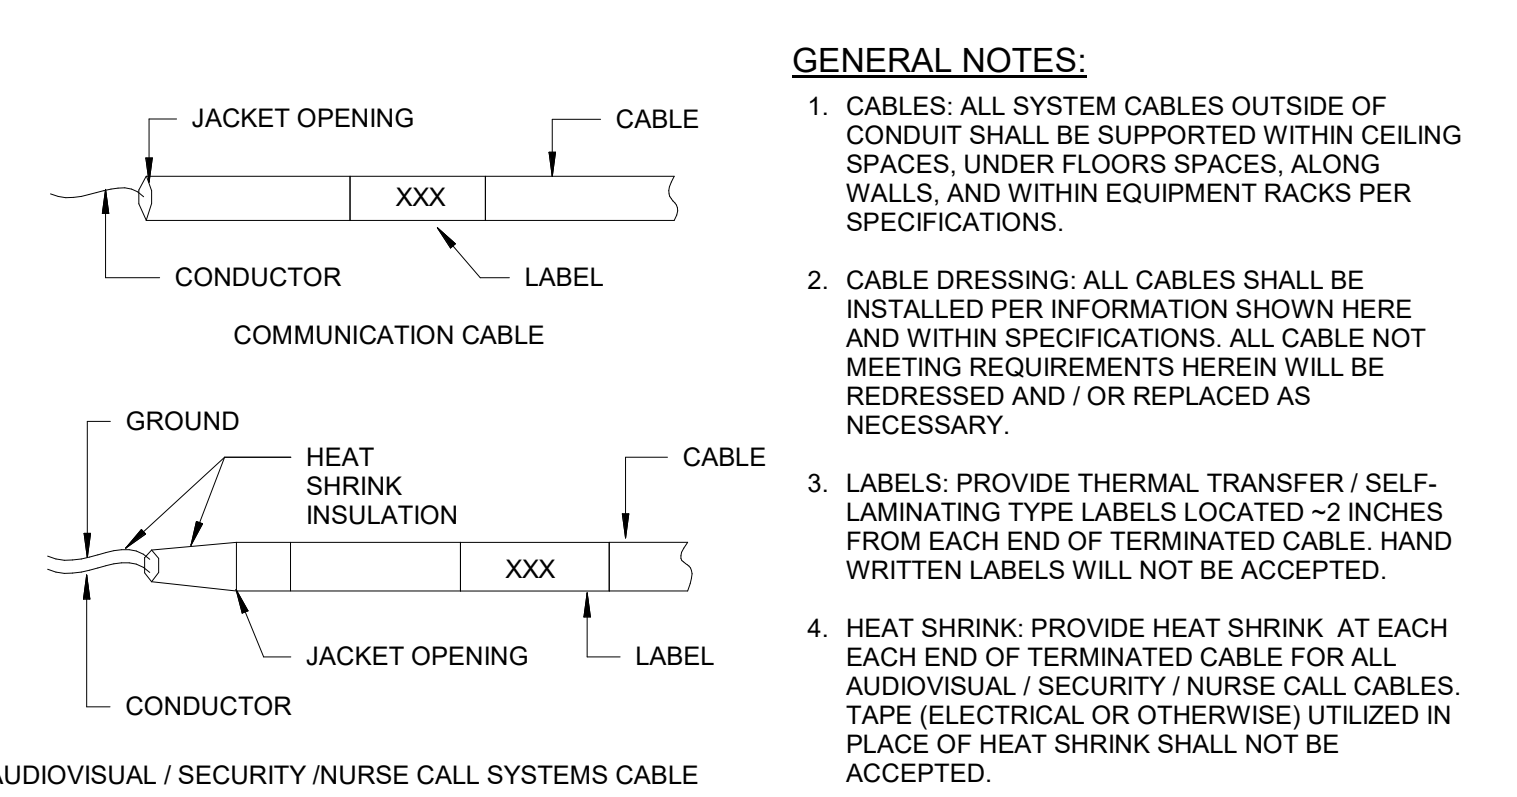 JACKET OPENING
CABLE
XXX
CONDUCTOR
LABEL
COMMUNICATION CABLE
GROUND
HEAT
SHRINK
INSULATION
CABLE
XXX
JACKET OPENING
LABEL
CONDUCTOR
AUDIOVISUAL / SECURITY /NURSE CALL SYSTEMS CABLE
GENERAL NOTES:
1. CABLES: ALL SYSTEM CABLES OUTSIDE OF
CONDUIT SHALL BE SUPPORTED WITHIN CEILING
SPACES, UNDER FLOORS SPACES, ALONG
WALLS, AND WITHIN EQUIPMENT RACKS PER
SPECIFICATIONS.
2. CABLE DRESSING: ALL CABLES SHALL BE
INSTALLED PER INFORMATION SHOWN HERE
AND WITHIN SPECIFICATIONS. ALL CABLE NOT
MEETING REQUIREMENTS HEREIN WILL BE
REDRESSED AND / OR REPLACED AS
NECESSARY.
3. LABELS: PROVIDE THERMAL TRANSFER / SELF-
LAMINATING TYPE LABELS LOCATED ~2 INCHES
FROM EACH END OF TERMINATED CABLE. HAND
WRITTEN LABELS WILL NOT BE ACCEPTED.
4. HEAT SHRINK: PROVIDE HEAT SHRINK  AT EACH
EACH END OF TERMINATED CABLE FOR ALL
AUDIOVISUAL / SECURITY / NURSE CALL CABLES.
TAPE (ELECTRICAL OR OTHERWISE) UTILIZED IN
PLACE OF HEAT SHRINK SHALL NOT BE
ACCEPTED.